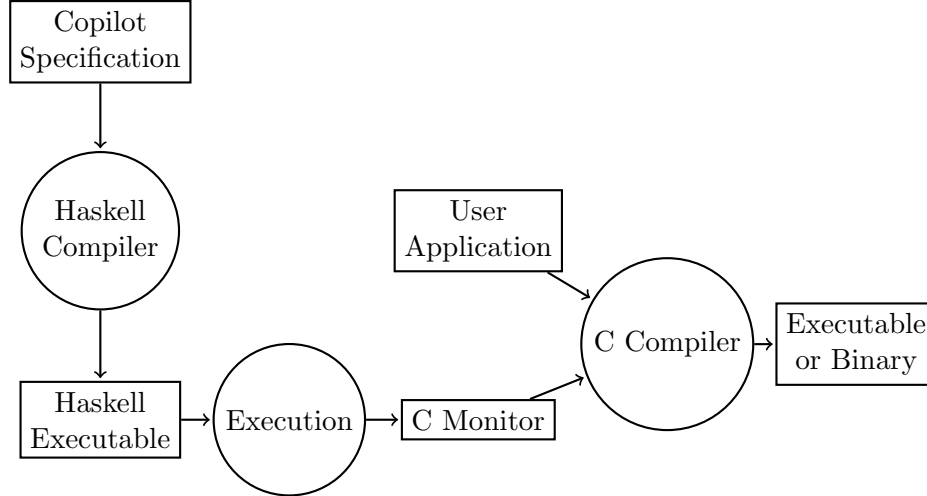 Copilot
Specification
Haskell
Compiler
User
Application
C Compiler
Executable
or Binary
Haskell
Executable
Execution
C Monitor